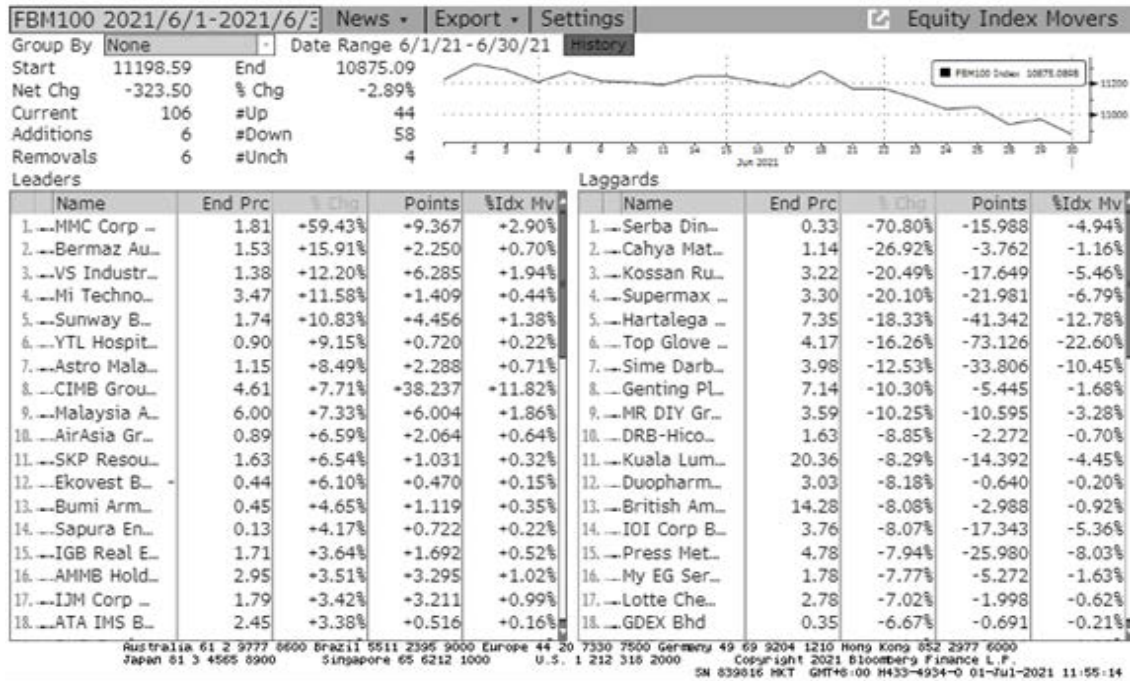 FBM100 2021/6/1-2021/6/3 News Export Settings Equity Index Movers
Group By None Date Range 6/1/21 - 6/30/21 History
Start 11198.59 End 10875.09
Net Chg -323.50 % Chg -2.89%
Current 106 #Up 44
Additions 6 #Down 58
Removals 6 #Unch 4
FBM100 Index 10875.0898
11200
11000
2 3 4 8 9 10 11 14 15 16 17 18 21 22 23 24 25 28 29 30
Jun 2021
Leaders
Name End Prc % Chg Points %Idx Mv
1. MMC Corp … 1.81 +59.43% +9.367 +2.90%
2. Bermaz Au… 1.53 +15.91% +2.250 +0.70%
3. VS Industr… 1.38 +12.20% +6.285 +1.94%
4. Mi Techno… 3.47 +11.58% +1.409 +0.44%
5. Sunway B… 1.74 +10.83% +4.456 +1.38%
6. YTL Hospit… 0.90 +9.15% +0.720 +0.22%
7. Astro Mala… 1.15 +8.49% +2.288 +0.71%
8. CIMB Grou… 4.61 +7.71% +38.237 +11.82%
9. Malaysia A… 6.00 +7.33% +6.004 +1.86%
10. AirAsia Gr… 0.89 +6.59% +2.064 +0.64%
11. SKP Resou… 1.63 +6.54% +1.031 +0.32%
12. Ekovest B… 0.44 +6.10% +0.470 +0.15%
13. Bumi Arm… 0.45 +4.65% +1.119 +0.35%
14. Sapura En… 0.13 +4.17% +0.722 +0.22%
15. IGB Real E… 1.71 +3.64% +1.692 +0.52%
16. AMMB Hold… 2.95 +3.51% +3.295 +1.02%
17. IJM Corp … 1.79 +3.42% +3.211 +0.99%
18. ATA IMS B… 2.45 +3.38% +0.516 +0.16%
Laggards
Name End Prc % Chg Points %Idx Mv
1. Serba Din… 0.33 -70.80% -15.988 -4.94%
2. Cahya Mat… 1.14 -26.92% -3.762 -1.16%
3. Kossan Ru… 3.22 -20.49% -17.649 -5.46%
4. Supermax … 3.30 -20.10% -21.981 -6.79%
5. Hartalega … 7.35 -18.33% -41.342 -12.78%
6. Top Glove … 4.17 -16.26% -73.126 -22.60%
7. Sime Darb… 3.98 -12.53% -33.806 -10.45%
8. Genting Pl… 7.14 -10.30% -5.445 -1.68%
9. MR DIY Gr… 3.59 -10.25% -10.595 -3.28%
10. DRB-Hico… 1.63 -8.85% -2.272 -0.70%
11. Kuala Lum… 20.36 -8.29% -14.392 -4.45%
12. Duopharm… 3.03 -8.18% -0.640 -0.20%
13. British Am… 14.28 -8.08% -2.988 -0.92%
14. IOI Corp B… 3.76 -8.07% -17.343 -5.36%
15. Press Met… 4.78 -7.94% -25.980 -8.03%
16. My EG Ser… 1.78 -7.77% -5.272 -1.63%
17. Lotte Che… 2.78 -7.02% -1.998 -0.62%
18. GDEX Bhd 0.35 -6.67% -0.691 -0.21%
Australia 61 2 9777 8600 Brazil 5511 2395 9000 Europe 44 20 7330 7500 Germany 49 69 9204 1210 Hong Kong 852 2977 6000
Japan 81 3 4565 8900 Singapore 65 6212 1000 U.S. 1 212 318 2000 Copyright 2021 Bloomberg Finance L.P.
SN 839816 HKT GMT+8:00 H433-4934-0 01-Jul-2021 11:55:14